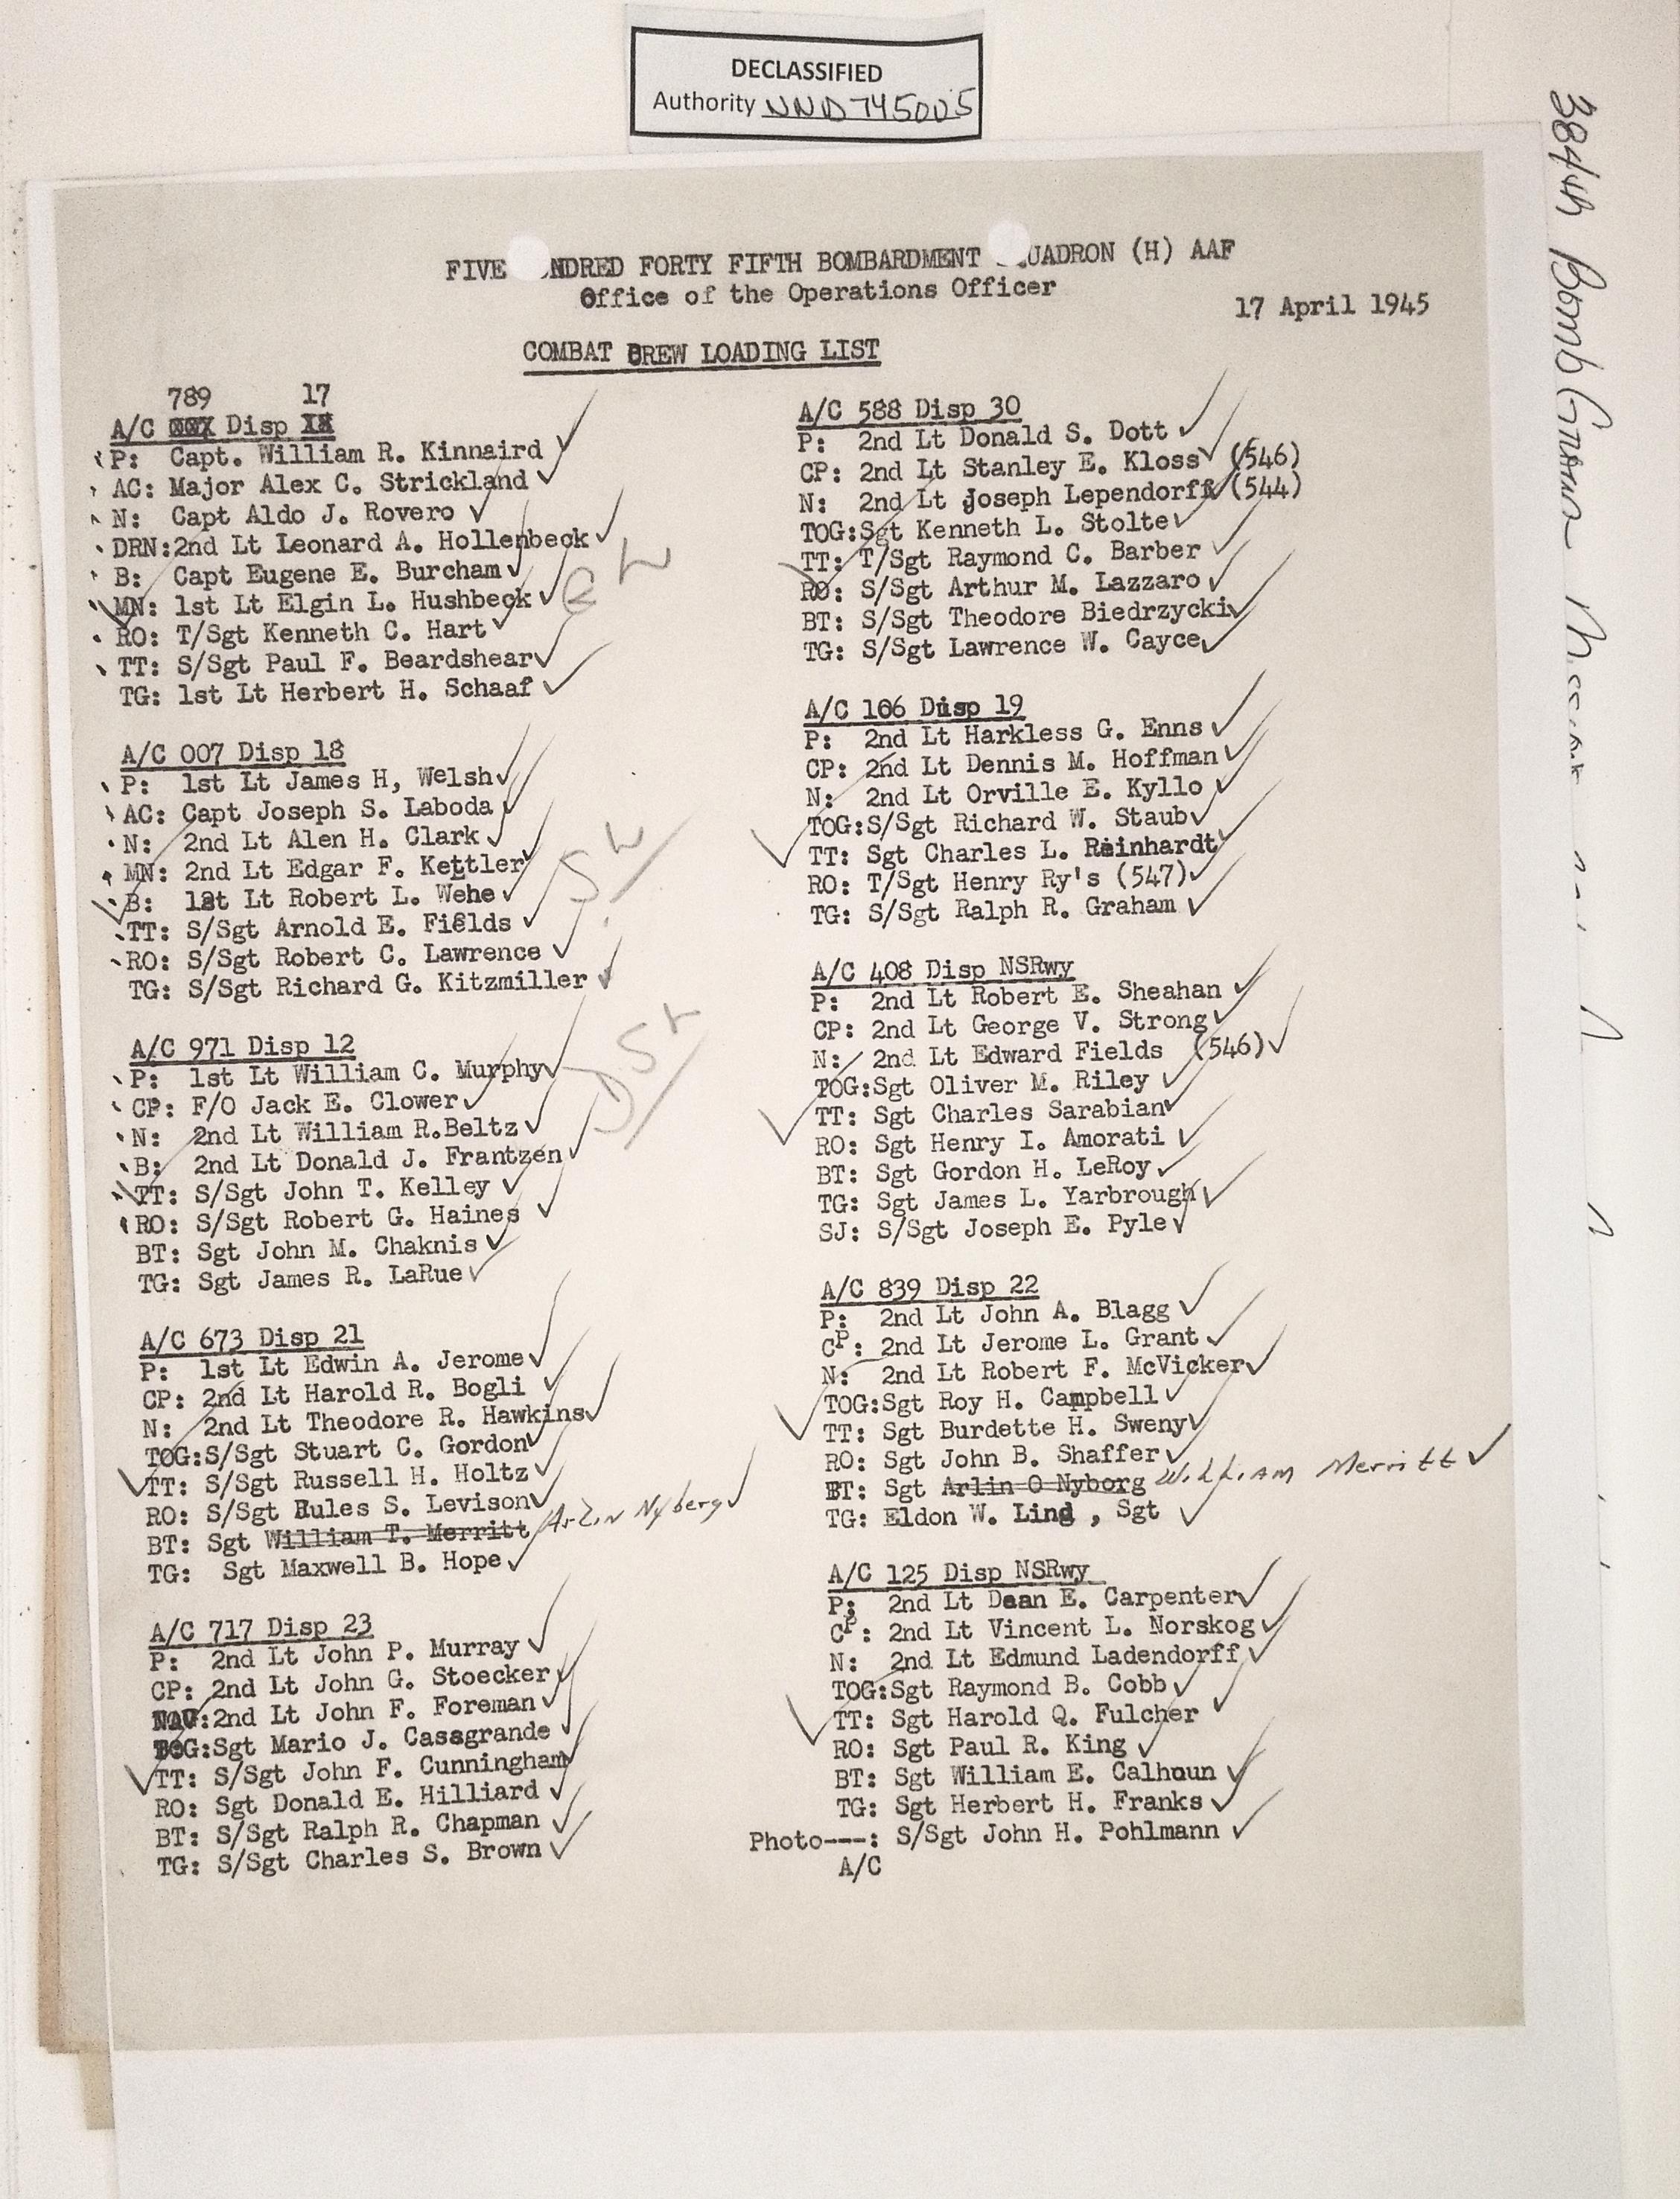 DECLASSIFIED
Authority NND 745005
384th Bomb Group
FIVE NDRED FORTY FIFTH BOMBARDMENT UADRON (H) AAF
Office of the Operations Officer
17 April 1945
COMBAT CREW LOADING LIST
789 17
A/C Disp
P: Capt. William R. Kinnaird
AC: Major Alex C. Strickland
N: Capt Aldo J. Rovero
DRN:2nd Lt Leonard A. Hollenbeck
B: Capt Eugene E. Burcham
MN: 1st Lt Elgin L. Hushbeck
RO: T/Sgt Kenneth C. Hart
TT: S/Sgt Paul F. Beardshear
TG: 1st Lt Herbert H. Schaaf
A/C 007 Disp 18
P: 1st Lt James H, Welsh
AC: Capt Joseph S. Laboda
N: 2nd Lt Alen H. Clark
MN: 2nd Lt Edgar F. Kettler
B: 1st Lt Robert L. Wehe
TT: S/Sgt Arnold E. Fields
RO: S/Sgt Robert C. Lawrence
TG: S/Sgt Richard G. Kitzmiller
A/C 971 Disp 12
P: 1st Lt William C. Murphy
CP: F/O Jack E. Clower
N: 2nd Lt William R.Beltz
B: 2nd Lt Donald J. Frantzen
TT: S/Sgt John T. Kelley
RO: S/Sgt Robert G. Haines
BT: Sgt John M. Chaknis
TG: Sgt James R. LaRue
A/C 673 Disp 21
P: 1st Lt Edwin A. Jerome
CP: 2nd Lt Harold R. Bogli
N: 2nd Lt Theodore R. Hawkins
TOG:S/Sgt Stuart C. Gordon
TT: S/Sgt Russell H. Holtz
RO: S/Sgt Rules S. Levison
BT: Sgt William T. Merritt Arlin Nyberg
TG: Sgt Maxwell B. Hope
A/C 717 Disp 23
P: 2nd Lt John P. Murray
CP: 2nd Lt John G. Stoecker
NAV:2nd Lt John F. Foreman
TOG:Sgt Mario J. Casagrande
TT: S/Sgt John F. Cunningham
RO: Sgt Donald E. Hilliard
BT: S/Sgt Ralph R. Chapman
TG: S/Sgt Charles S. Brown
A/C 588 Disp 30
P: 2nd Lt Donald S. Dott
CP: 2nd Lt Stanley E. Kloss (546)
N: 2nd Lt Joseph Lependorff (544)
TOG:Sgt Kenneth L. Stolte
TT: T/Sgt Raymond C. Barber
RO: S/Sgt Arthur M. Lazzaro
BT: S/Sgt Theodore Biedrzycki
TG: S/Sgt Lawrence W. Cayce
A/C 106 Disp 19
P: 2nd Lt Harkless G. Enns
CP: 2nd Lt Dennis M. Hoffman
N: 2nd Lt Orville E. Kyllo
TOG:S/Sgt Richard W. Staub
TT: Sgt Charles L. Reinhardt
RO: T/Sgt Henry Ry's (547)
TG: S/Sgt Ralph R. Graham
A/C 408 Disp NSRwy
P: 2nd Lt Robert E. Sheahan
CP: 2nd Lt George V. Strong
N: 2nd Lt Edward Fields (546)
TOG:Sgt Oliver M. Riley
TT: Sgt Charles Sarabian
RO: Sgt Henry I. Amorati
BT: Sgt Gordon H. LeRoy
TG: Sgt James L. Yarbrough
SJ: S/Sgt Joseph E. Pyle
A/C 839 Disp 22
P: 2nd Lt John A. Blagg
CP: 2nd Lt Jerome L. Grant
N: 2nd Lt Robert F. McVicker
TOG:Sgt Roy H. Campbell
TT: Sgt Burdette H. Sweny
RO: Sgt John B. Shaffer
BT: Sgt Arlin O Nyborg William Merritt
TG: Eldon W. Lind , Sgt
A/C 125 Disp NSRwy
P: 2nd Lt Dean E. Carpenter
CP: 2nd Lt Vincent L. Norskog
N: 2nd Lt Edmund Ladendorff
TOG:Sgt Raymond B. Cobb
TT: Sgt Harold Q. Fulcher
RO: Sgt Paul R. King
BT: Sgt William E. Calhoun
TG: Sgt Herbert H. Franks
Photo---: S/Sgt John H. Pohlmann
A/C